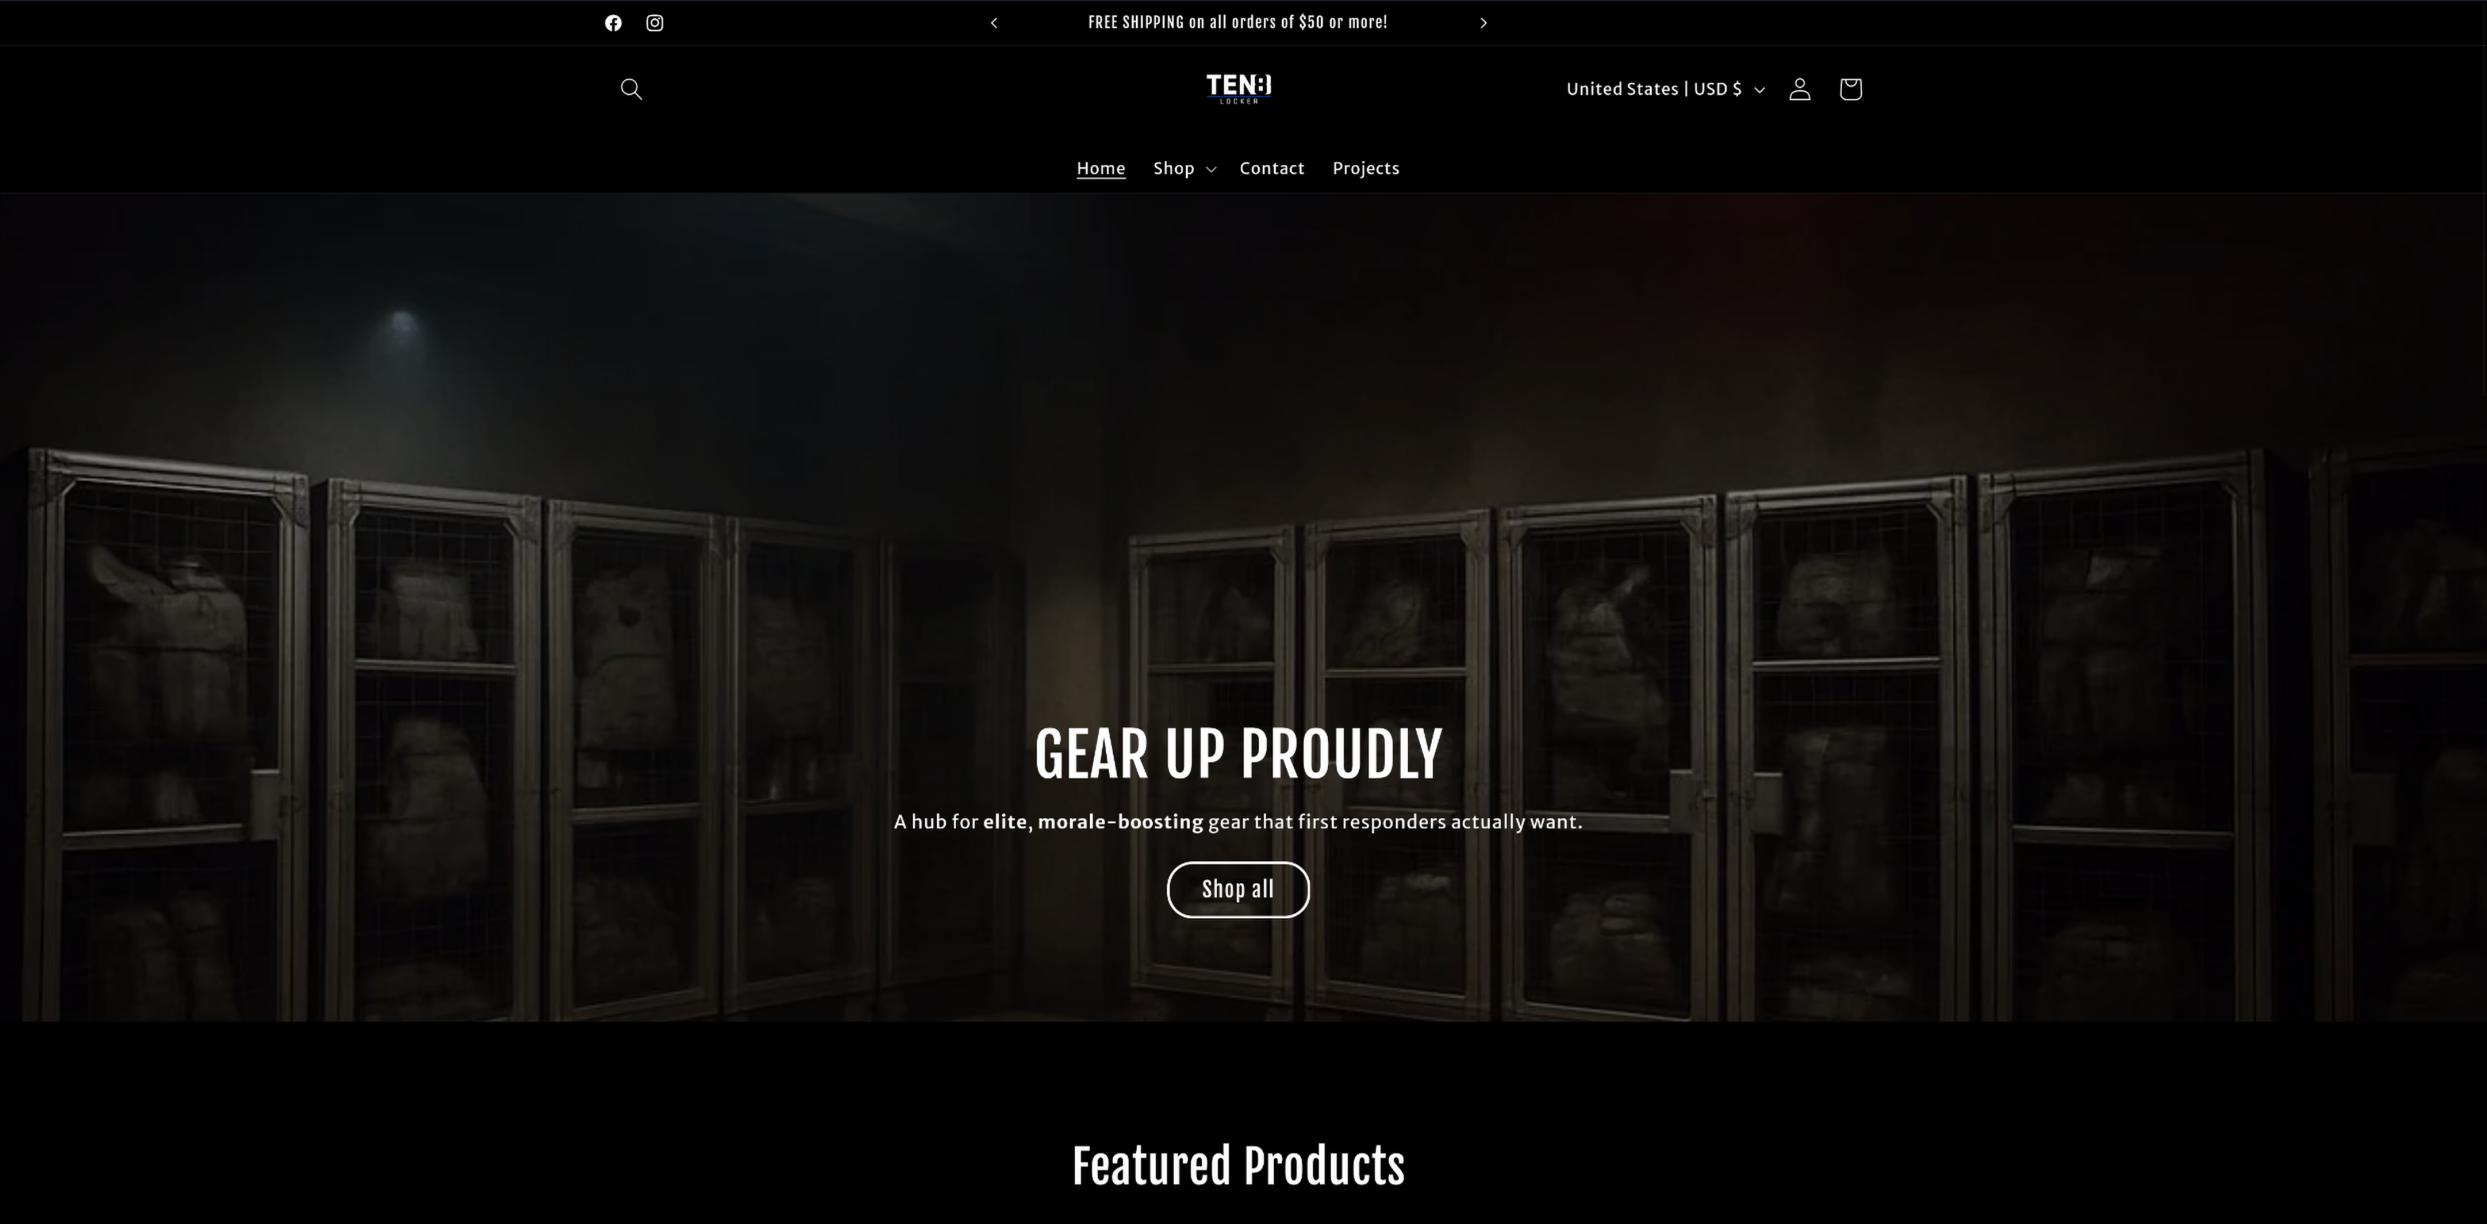 FREE SHIPPING on all orders of $50 or more!
TEN:8
LOCKER
United States | USD $
Home
Shop
Contact
Projects
GEAR UP PROUDLY
A hub for elite, morale-boosting gear that first responders actually want.
Shop all
Featured Products